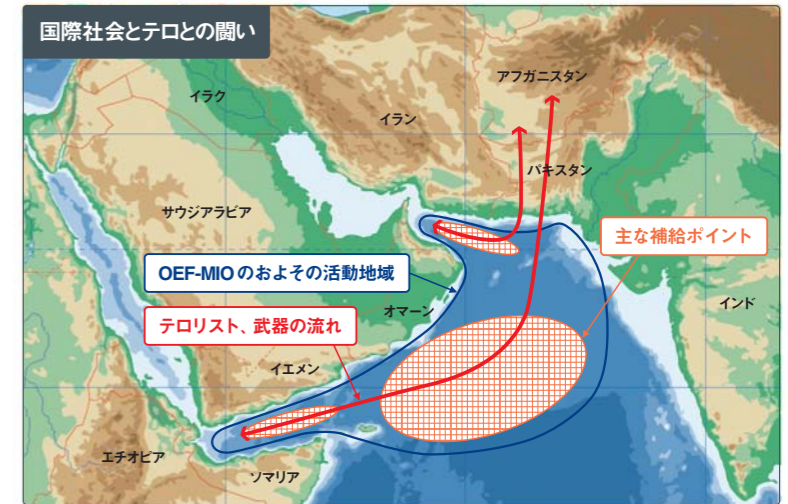 国際社会とテロとの闘い
アフガニスタン
イラク
イラン
パキスタン
サウジアラビア
主な補給ポイント
OEF-MIOのおよその活動地域
インド
オマーン
テロリスト、武器の流れ
イエメン
エチオピア
ソマリア